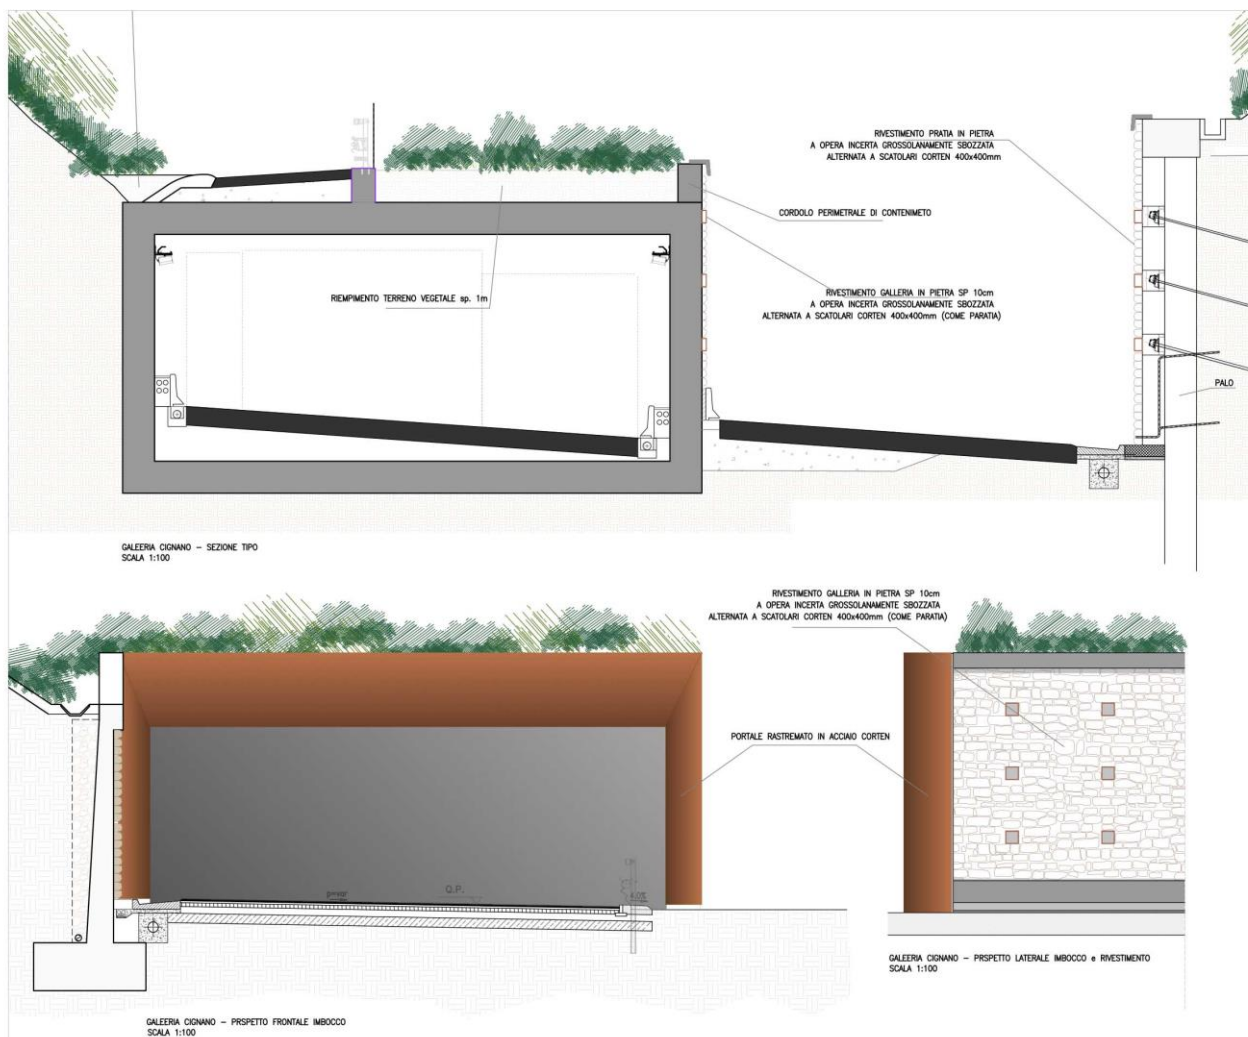 RIVESTIMENTO PRATIA IN PIETRA
A OPERA INCERTA GROSSOLANAMENTE SBOZZATA
ALTERNATA A SCATOLARI CORTEN 400x400mm
CORDOLO PERIMETRALE DI CONTENIMETO
RIEMPIMENTO TERRENO VEGETALE sp. 1m
RIVESTIMENTO GALLERIA IN PIETRA SP 10cm
A OPERA INCERTA GROSSOLANAMENTE SBOZZATA
ALTERNATA A SCATOLARI CORTEN 400x400mm (COME PARATIA)
PALO
GALEERIA CIGNANO – SEZIONE TIPO
SCALA 1:100
RIVESTIMENTO GALLERIA IN PIETRA SP 10cm
A OPERA INCERTA GROSSOLANAMENTE SBOZZATA
ALTERNATA A SCATOLARI CORTEN 400x400mm (COME PARATIA)
PORTALE RASTREMATO IN ACCIAIO CORTEN
Q.P.
GALEERIA CIGNANO – PRSPETTO LATERALE IMBOCCO e RIVESTIMENTO
SCALA 1:100
GALEERIA CIGNANO – PRSPETTO FRONTALE IMBOCCO
SCALA 1:100